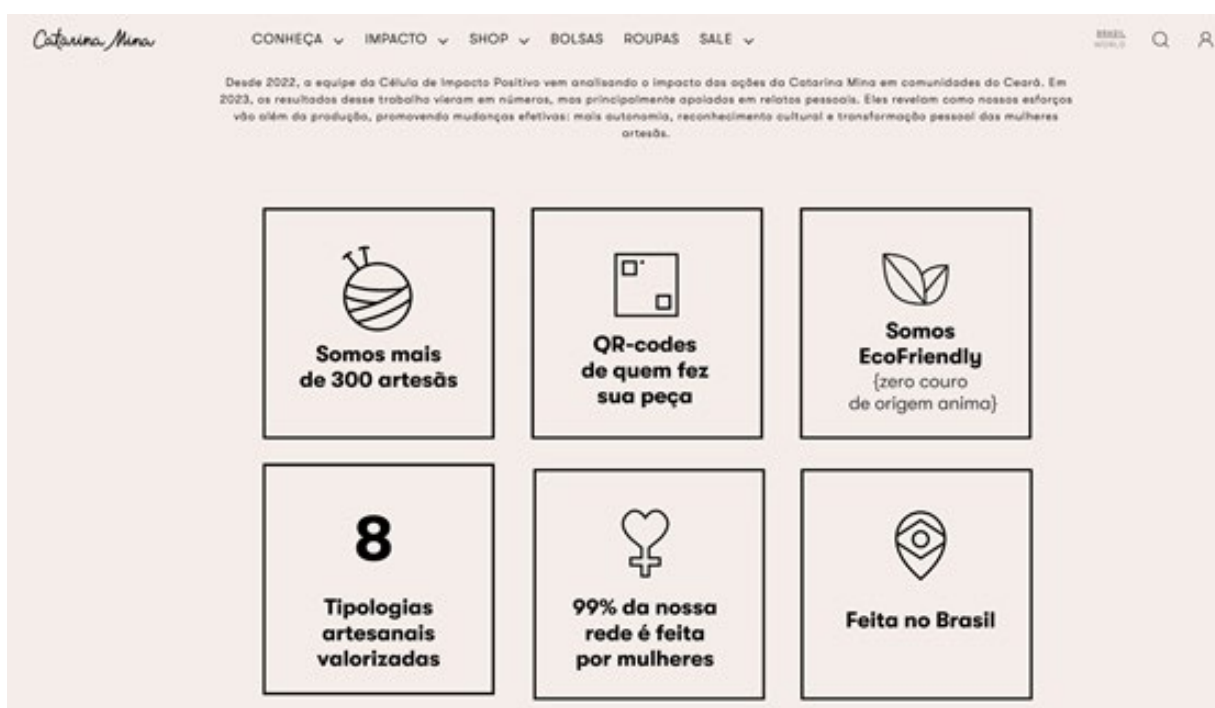 Catarina Mina
CONHEÇA IMPACTO SHOP BOLSAS ROUPAS SALE
BRASIL
WORLD
Desde 2022, a equipe da Célula de Impacto Positivo vem analisando o impacto das ações da Catarina Mina em comunidades do Ceará. Em
2023, os resultados desse trabalho vieram em números, mas principalmente apoiados em relatos pessoais. Eles revelam como nossos esforços
vão além da produção, promovendo mudanças efetivas: mais autonomia, reconhecimento cultural e transformação pessoal das mulheres
artesãs.
Somos mais
de 300 artesãs
QR-codes
de quem fez
sua peça
Somos
EcoFriendly
{zero couro
de origem anima}
8
Tipologias
artesanais
valorizadas
99% da nossa
rede é feita
por mulheres
Feita no Brasil